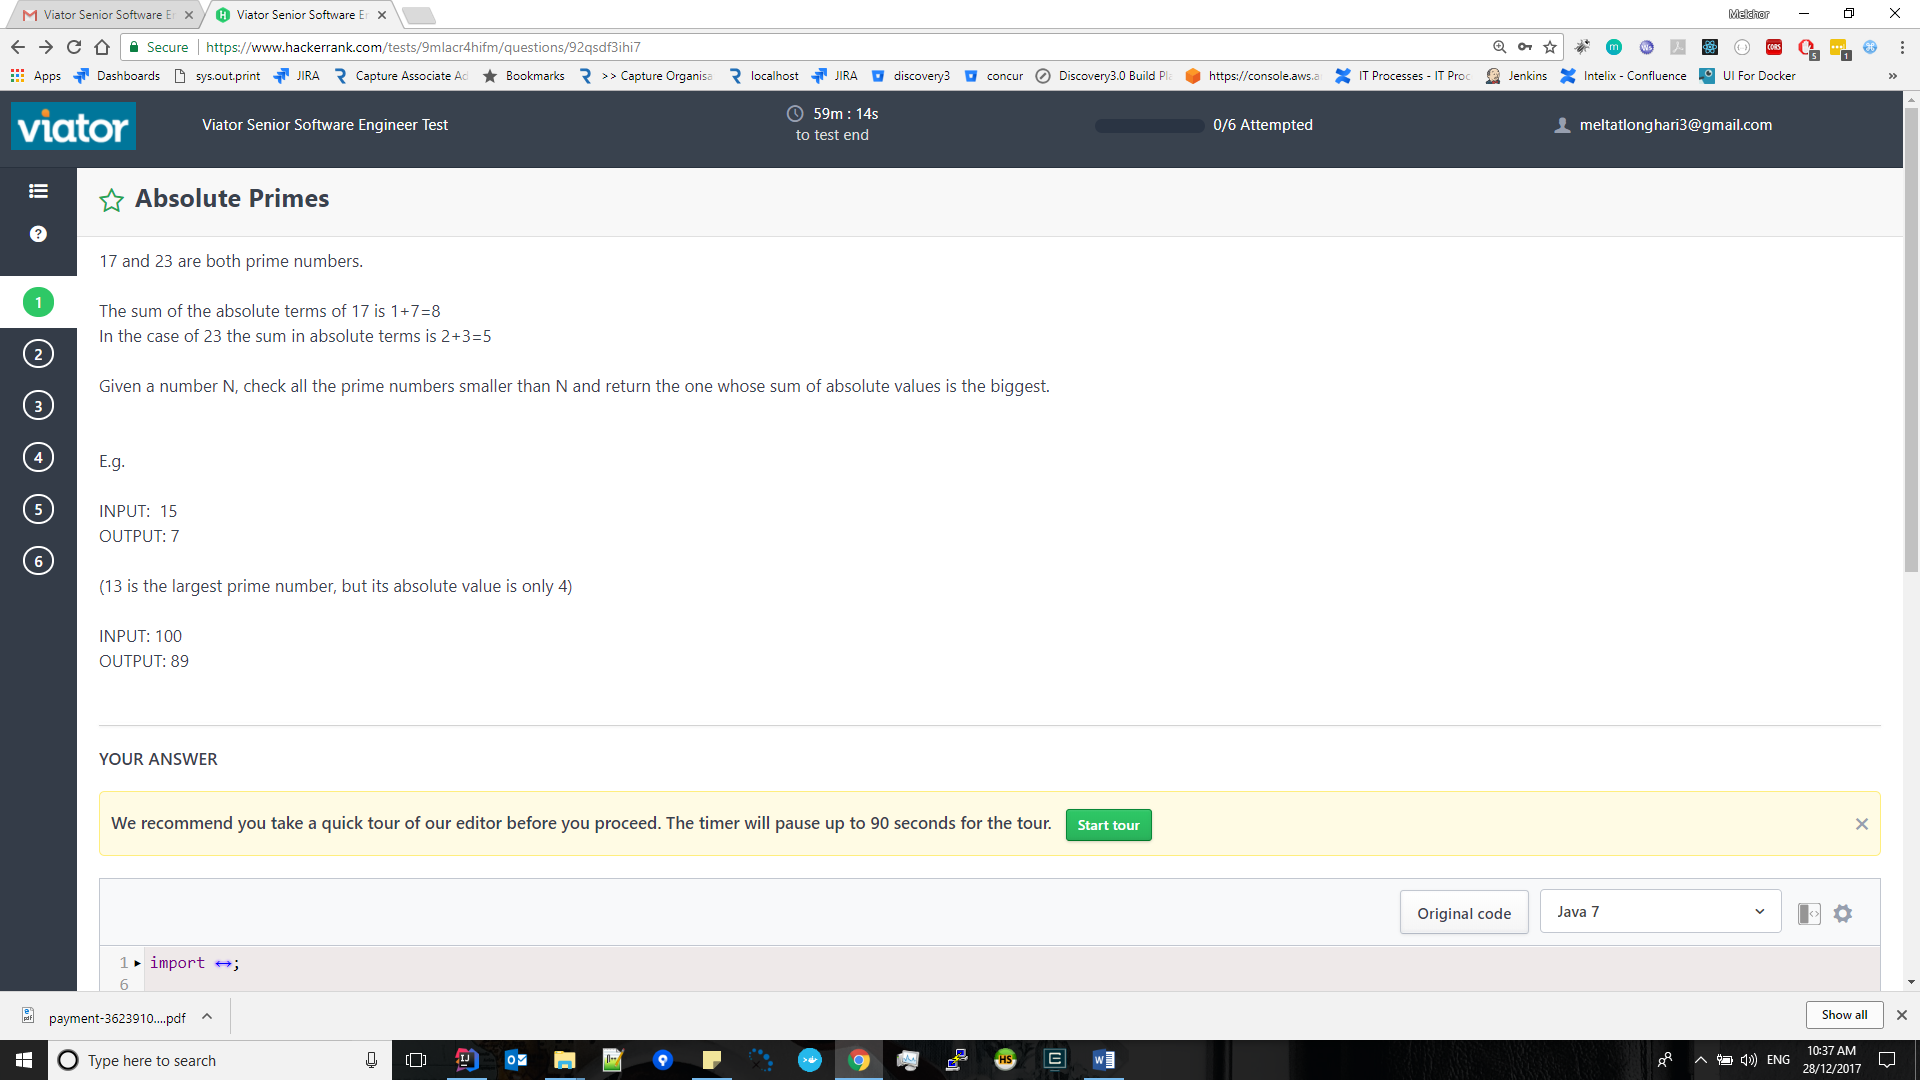 Viator Senior Software E
Viator Senior Software E
Melchor
Secure
https://www.hackerrank.com/tests/9mlacr4hifm/questions/92qsdf3ihi7
Apps
Dashboards
sys.out.print
JIRA
Capture Associate Ad
Bookmarks
>> Capture Organisa
localhost
JIRA
discovery3
concur
Discovery3.0 Build Pla
https://console.aws.a
IT Processes - IT Proc
Jenkins
Intelix - Confluence
UI For Docker
»
viator
Viator Senior Software Engineer Test
59m : 14s
to test end
0/6 Attempted
meltatlonghari3@gmail.com
Absolute Primes
17 and 23 are both prime numbers.
The sum of the absolute terms of 17 is 1+7=8
In the case of 23 the sum in absolute terms is 2+3=5
Given a number N, check all the prime numbers smaller than N and return the one whose sum of absolute values is the biggest.
E.g.
INPUT:  15
OUTPUT: 7
(13 is the largest prime number, but its absolute value is only 4)
INPUT: 100
OUTPUT: 89
1
2
3
4
5
6
YOUR ANSWER
We recommend you take a quick tour of our editor before you proceed. The timer will pause up to 90 seconds for the tour.
Start tour
Original code
Java 7
1 import ↔;
6
payment-3623910....pdf
Show all
Type here to search
ENG
10:37 AM
28/12/2017